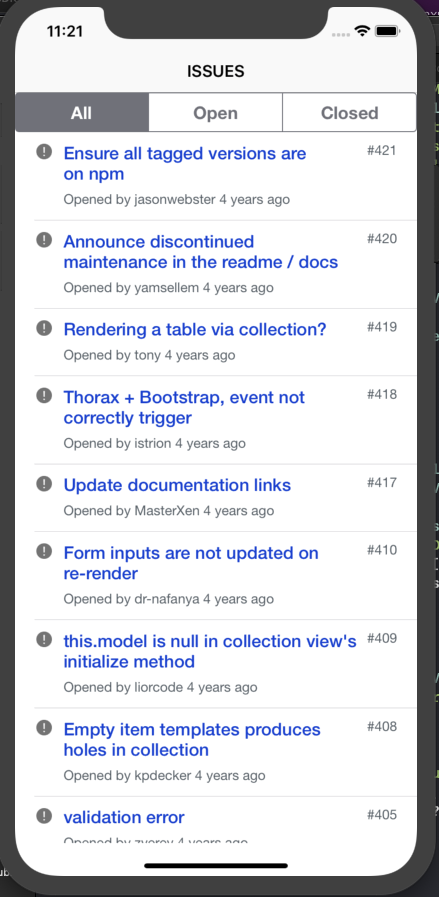 11:21
ISSUES
All Open Closed
Ensure all tagged versions are #421
on npm
Opened by jasonwebster 4 years ago
Announce discontinued #420
maintenance in the readme / docs
Opened by yamsellem 4 years ago
Rendering a table via collection? #419
Opened by tony 4 years ago
Thorax + Bootstrap, event not #418
correctly trigger
Opened by istrion 4 years ago
Update documentation links #417
Opened by MasterXen 4 years ago
Form inputs are not updated on #410
re-render
Opened by dr-nafanya 4 years ago
this.model is null in collection view's #409
initialize method
Opened by liorcode 4 years ago
Empty item templates produces #408
holes in collection
Opened by kpdecker 4 years ago
validation error #405
Opened by zverev 4 years ago